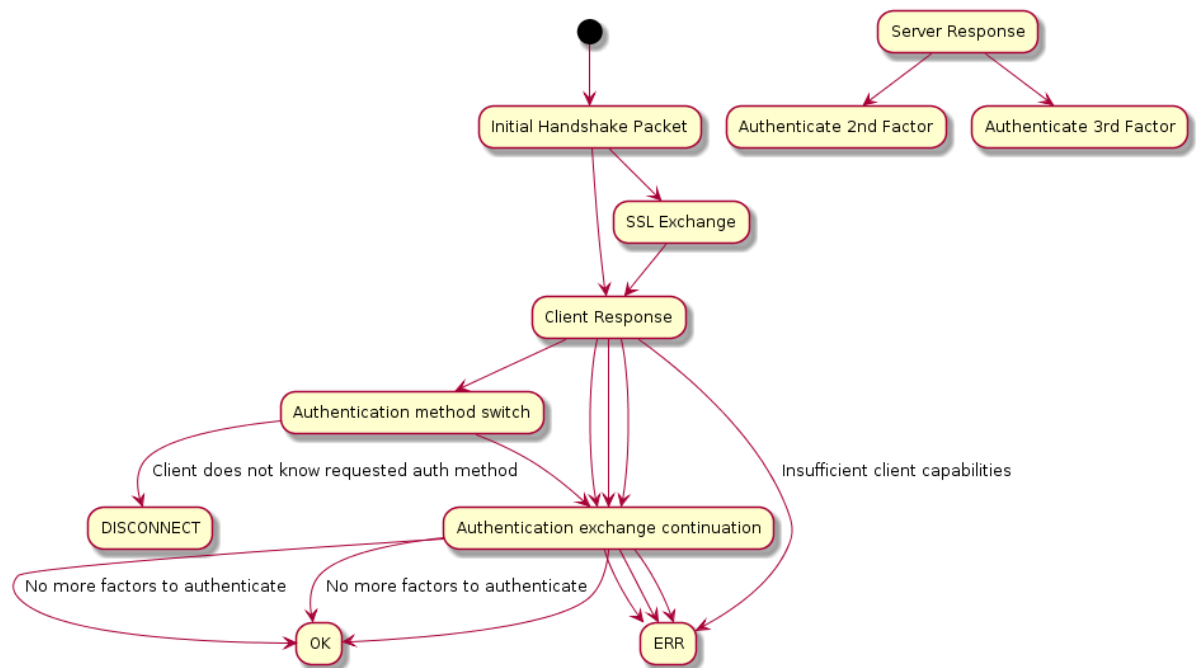 Server Response
Initial Handshake Packet
Authenticate 2nd Factor
Authenticate 3rd Factor
SSL Exchange
Client Response
Authentication method switch
Client does not know requested auth method
Insufficient client capabilities
DISCONNECT
Authentication exchange continuation
No more factors to authenticate
No more factors to authenticate
OK
ERR